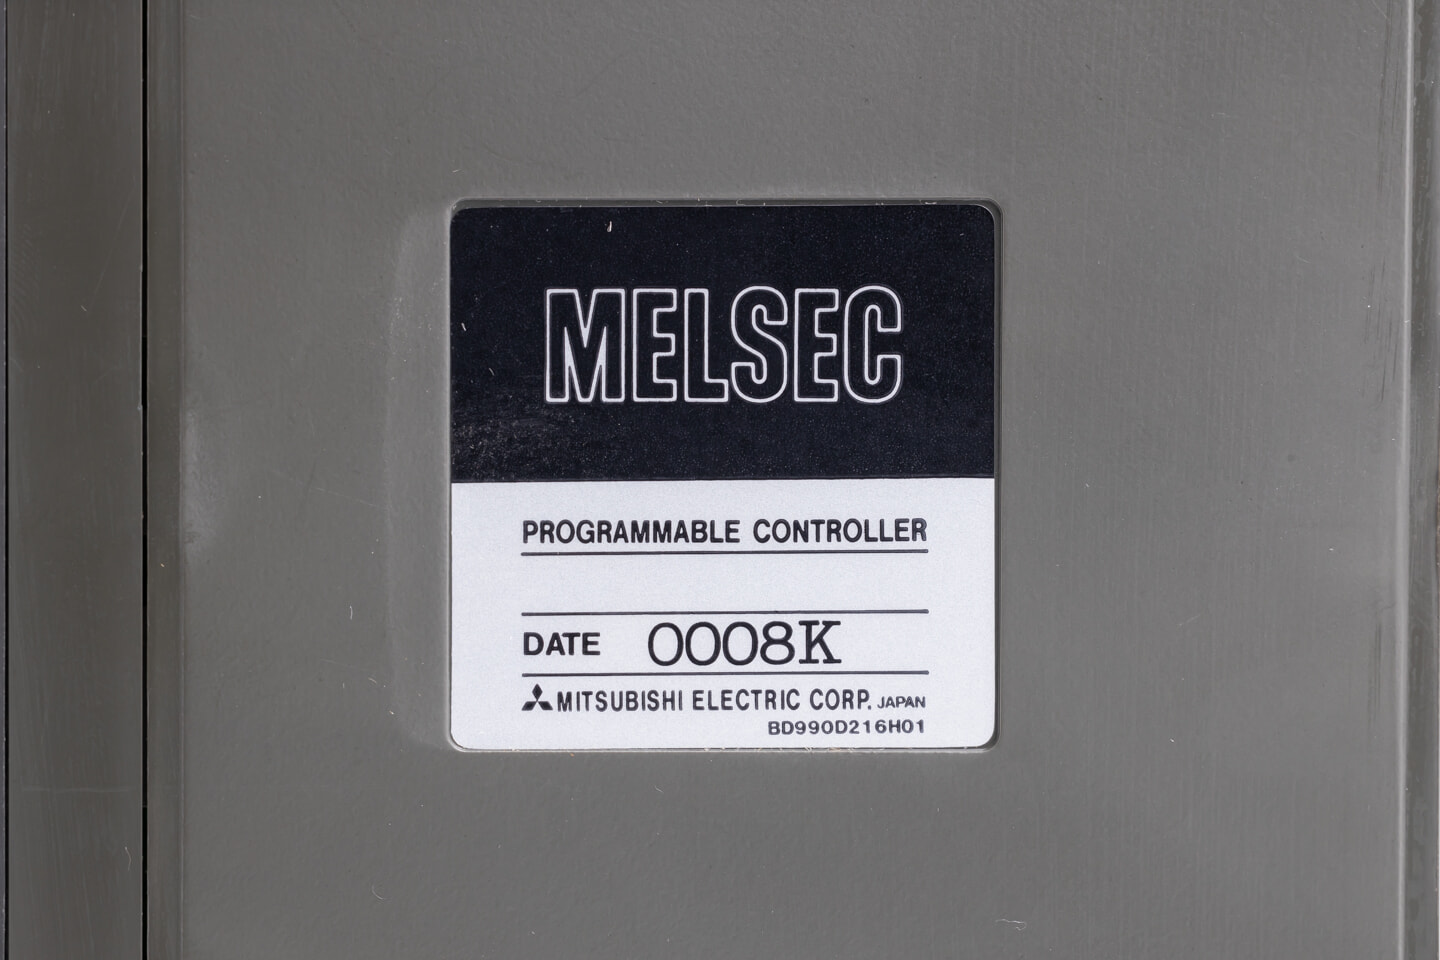 MELSEC
PROGRAMMABLE CONTROLLER
DATE 0008K
MITSUBISHI ELECTRIC CORP. JAPAN
BD990D216H01